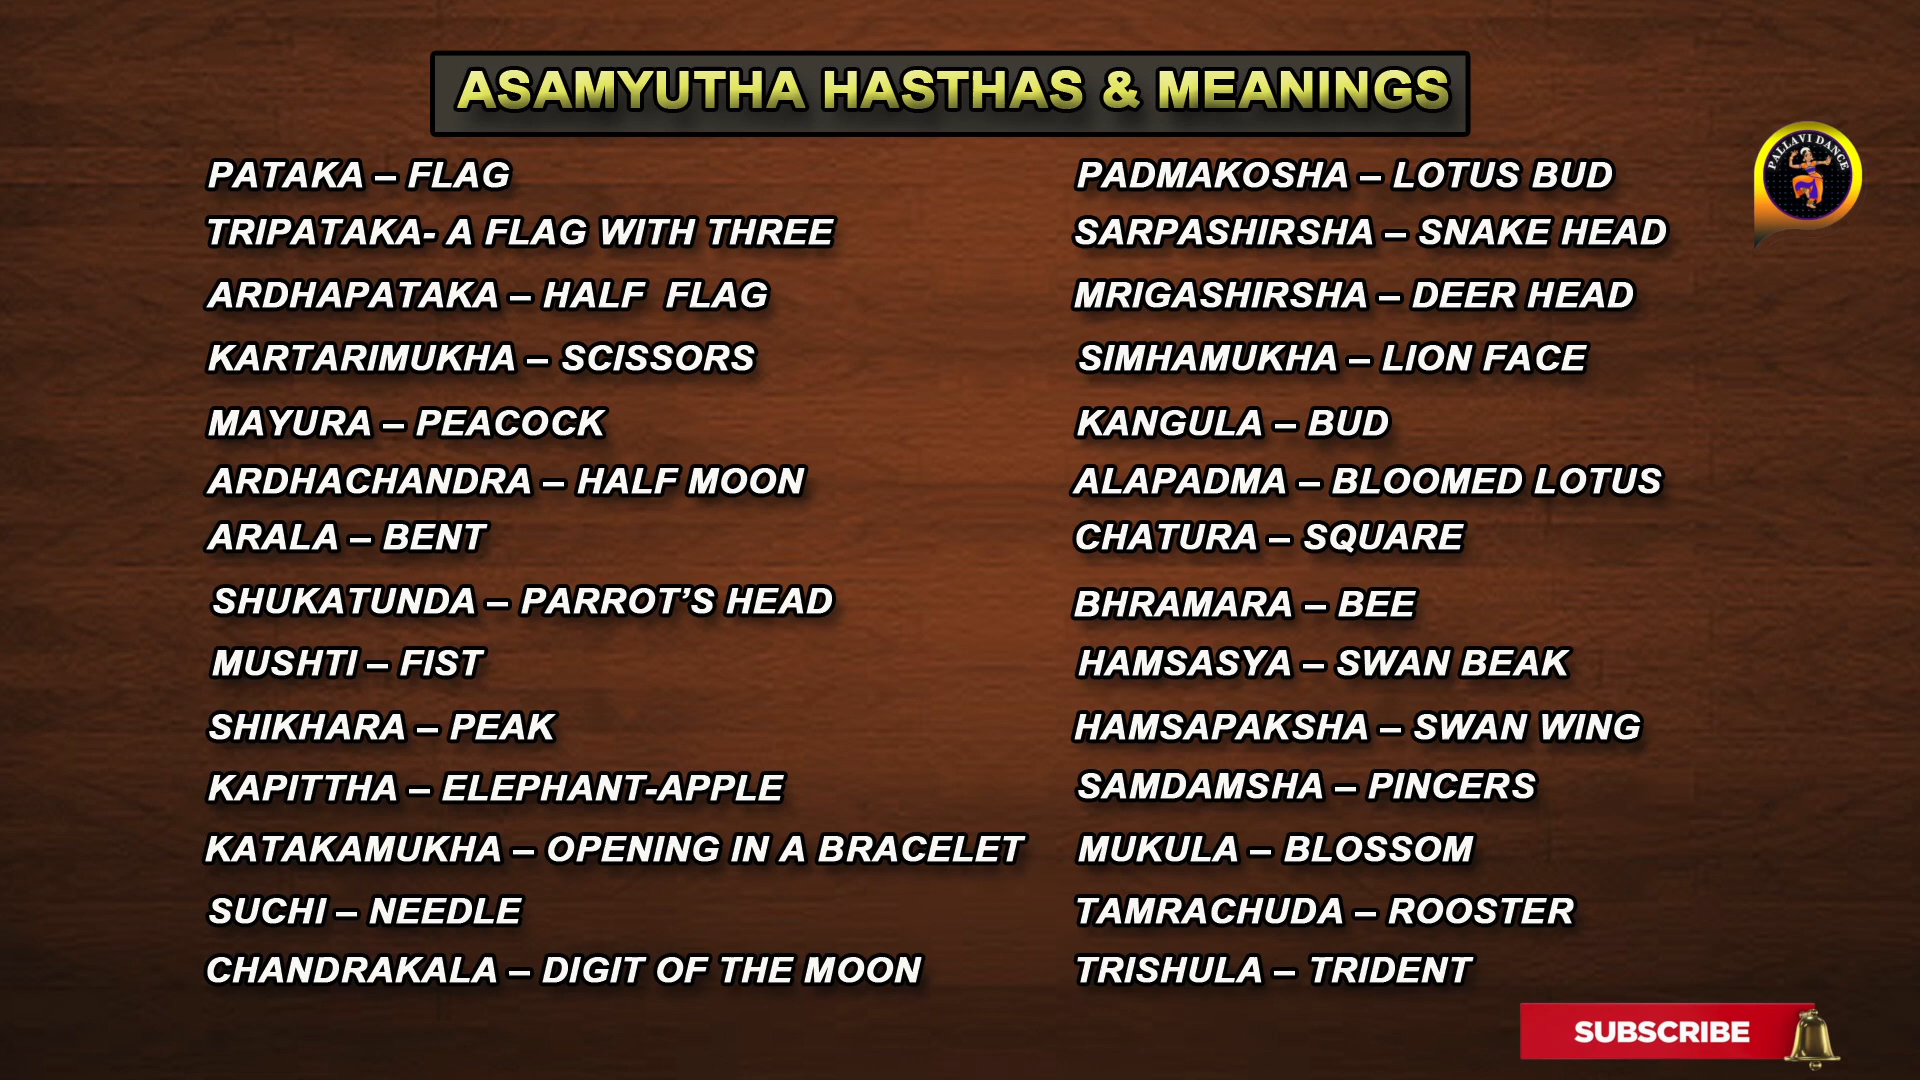 ASAMYUTHA HASTHAS & MEANINGS
PATAKA – FLAG
TRIPATAKA- A FLAG WITH THREE
ARDHAPATAKA – HALF FLAG
KARTARIMUKHA – SCISSORS
MAYURA – PEACOCK
ARDHACHANDRA – HALF MOON
ARALA – BENT
SHUKATUNDA – PARROT’S HEAD
MUSHTI – FIST
SHIKHARA – PEAK
KAPITTHA – ELEPHANT-APPLE
KATAKAMUKHA – OPENING IN A BRACELET
SUCHI – NEEDLE
CHANDRAKALA – DIGIT OF THE MOON
PADMAKOSHA – LOTUS BUD
SARPASHIRSHA – SNAKE HEAD
MRIGASHIRSHA – DEER HEAD
SIMHAMUKHA – LION FACE
KANGULA – BUD
ALAPADMA – BLOOMED LOTUS
CHATURA – SQUARE
BHRAMARA – BEE
HAMSASYA – SWAN BEAK
HAMSAPAKSHA – SWAN WING
SAMDAMSHA – PINCERS
MUKULA – BLOSSOM
TAMRACHUDA – ROOSTER
TRISHULA – TRIDENT
PALLAVI DANCE
SUBSCRIBE